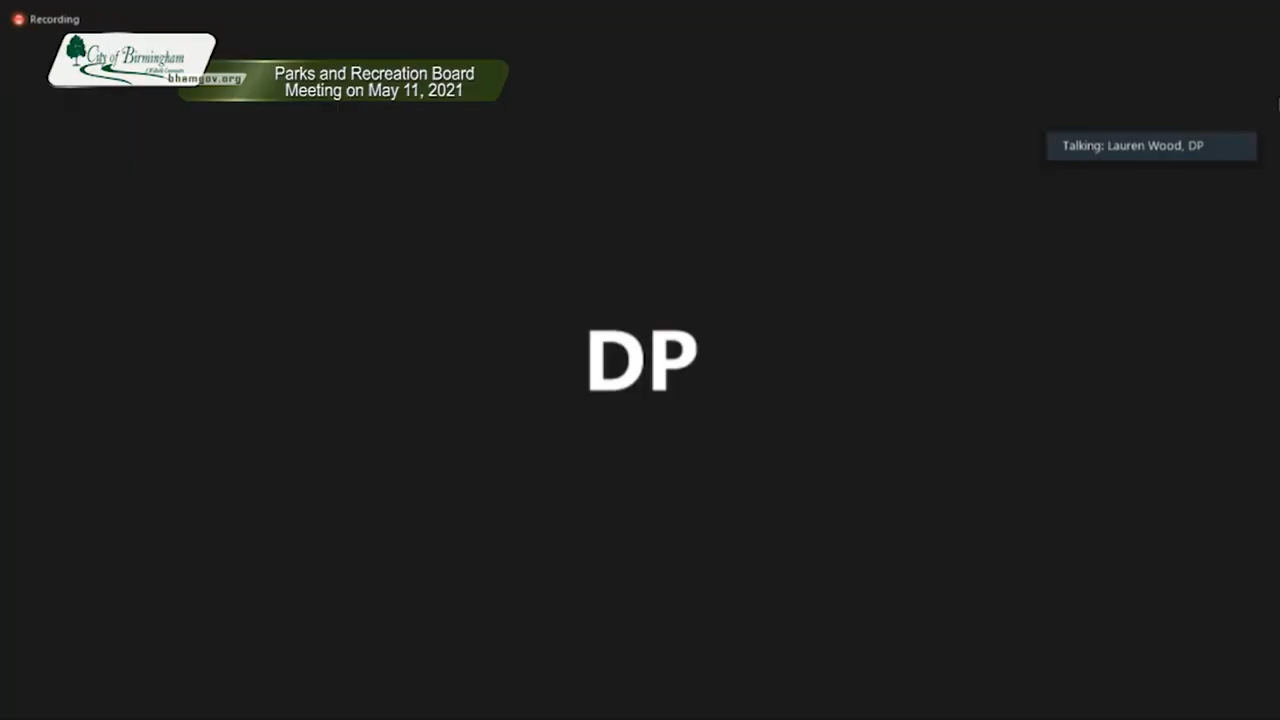 Recording
City of Birmingham
bhamgov.org
Parks and Recreation Board
Meeting on May 11, 2021
Talking: Lauren Wood, DP
DP